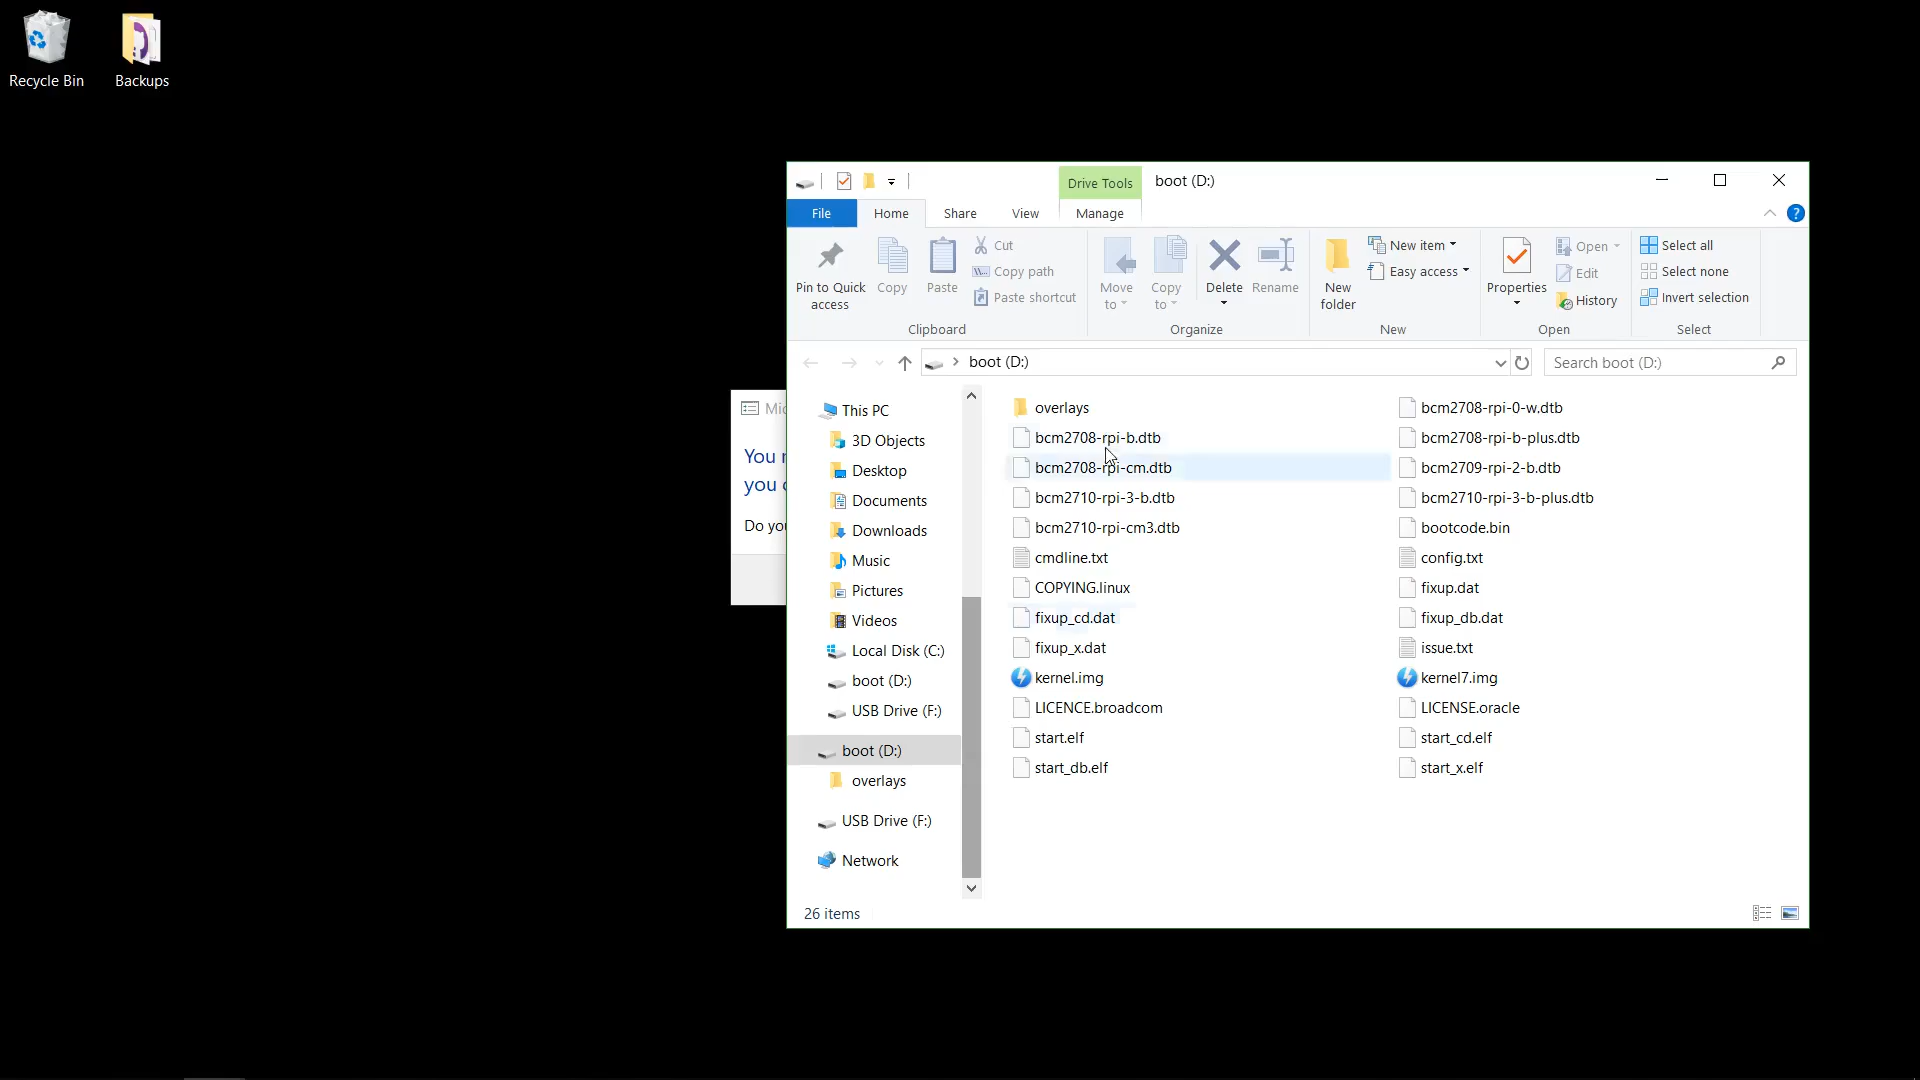 Recycle Bin
Backups
Drive Tools
boot (D:)
File
Home
Share
View
Manage
Pin to Quick access
Copy
Paste
Cut
Copy path
Paste shortcut
Clipboard
Move to
Copy to
Delete
Rename
Organize
New folder
New item
Easy access
New
Properties
Open
Edit
History
Open
Select all
Select none
Invert selection
Select
boot (D:)
Search boot (D:)
This PC
3D Objects
Desktop
Documents
Downloads
Music
Pictures
Videos
Local Disk (C:)
boot (D:)
USB Drive (F:)
boot (D:)
overlays
USB Drive (F:)
Network
overlays
bcm2708-rpi-0-w.dtb
bcm2708-rpi-b.dtb
bcm2708-rpi-b-plus.dtb
bcm2708-rpi-cm.dtb
bcm2709-rpi-2-b.dtb
bcm2710-rpi-3-b.dtb
bcm2710-rpi-3-b-plus.dtb
bcm2710-rpi-cm3.dtb
bootcode.bin
cmdline.txt
config.txt
COPYING.linux
fixup.dat
fixup_cd.dat
fixup_db.dat
fixup_x.dat
issue.txt
kernel.img
kernel7.img
LICENCE.broadcom
LICENSE.oracle
start.elf
start_cd.elf
start_db.elf
start_x.elf
26 items
You
you
Do